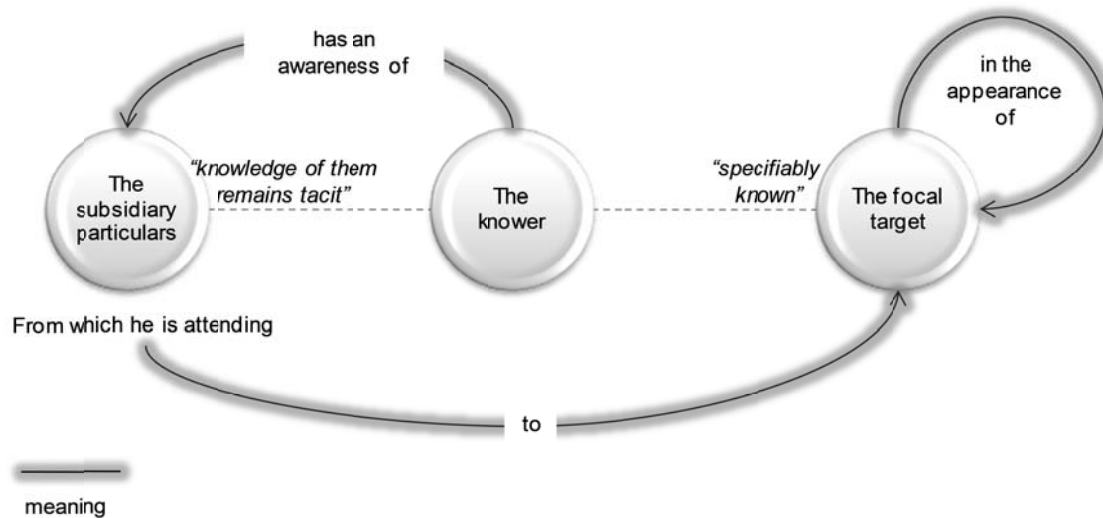 has an
awareness of
in the
appearance
of
The
subsidiary
particulars
“knowledge of them
remains tacit”
The
knower
“specifiably
known”
The focal
target
From which he is attending
to
meaning